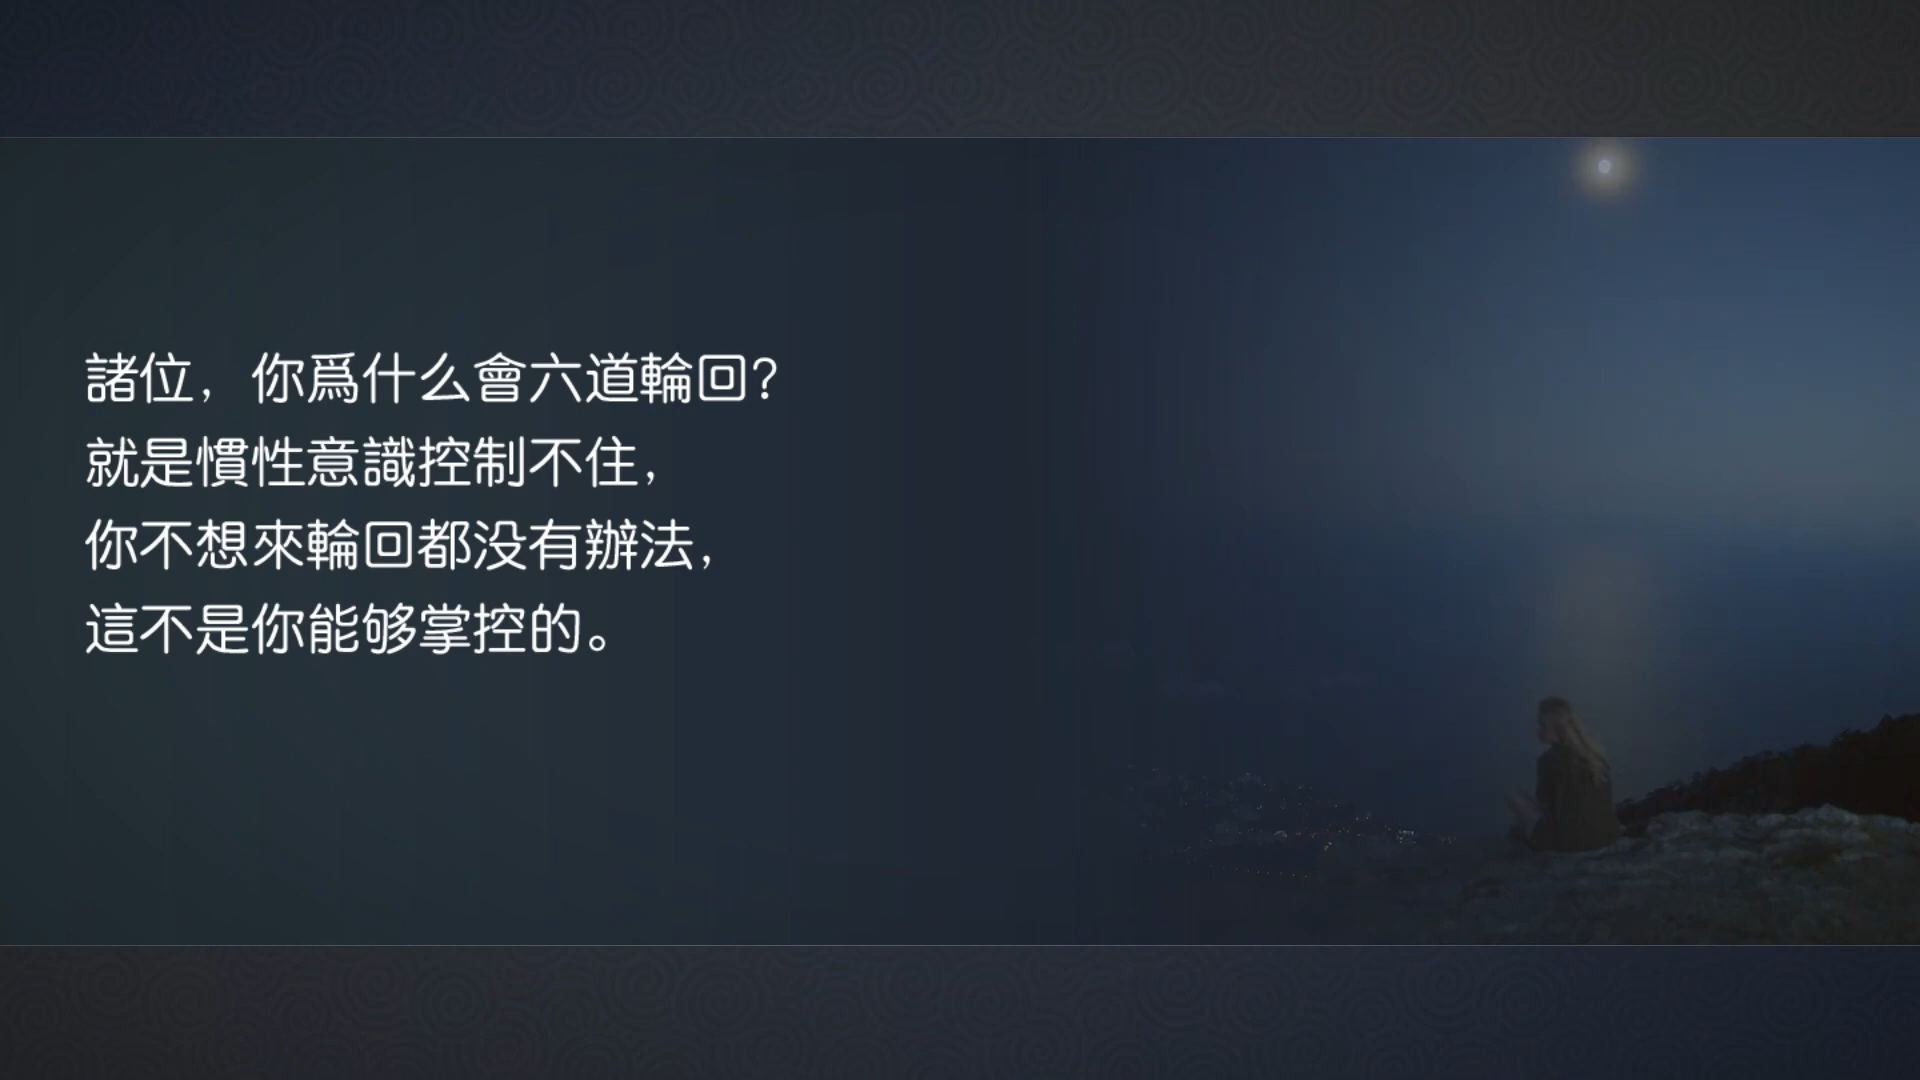 諸位，你爲什么會六道輪回？
就是慣性意識控制不住，
你不想來輪回都没有辦法，
這不是你能够掌控的。